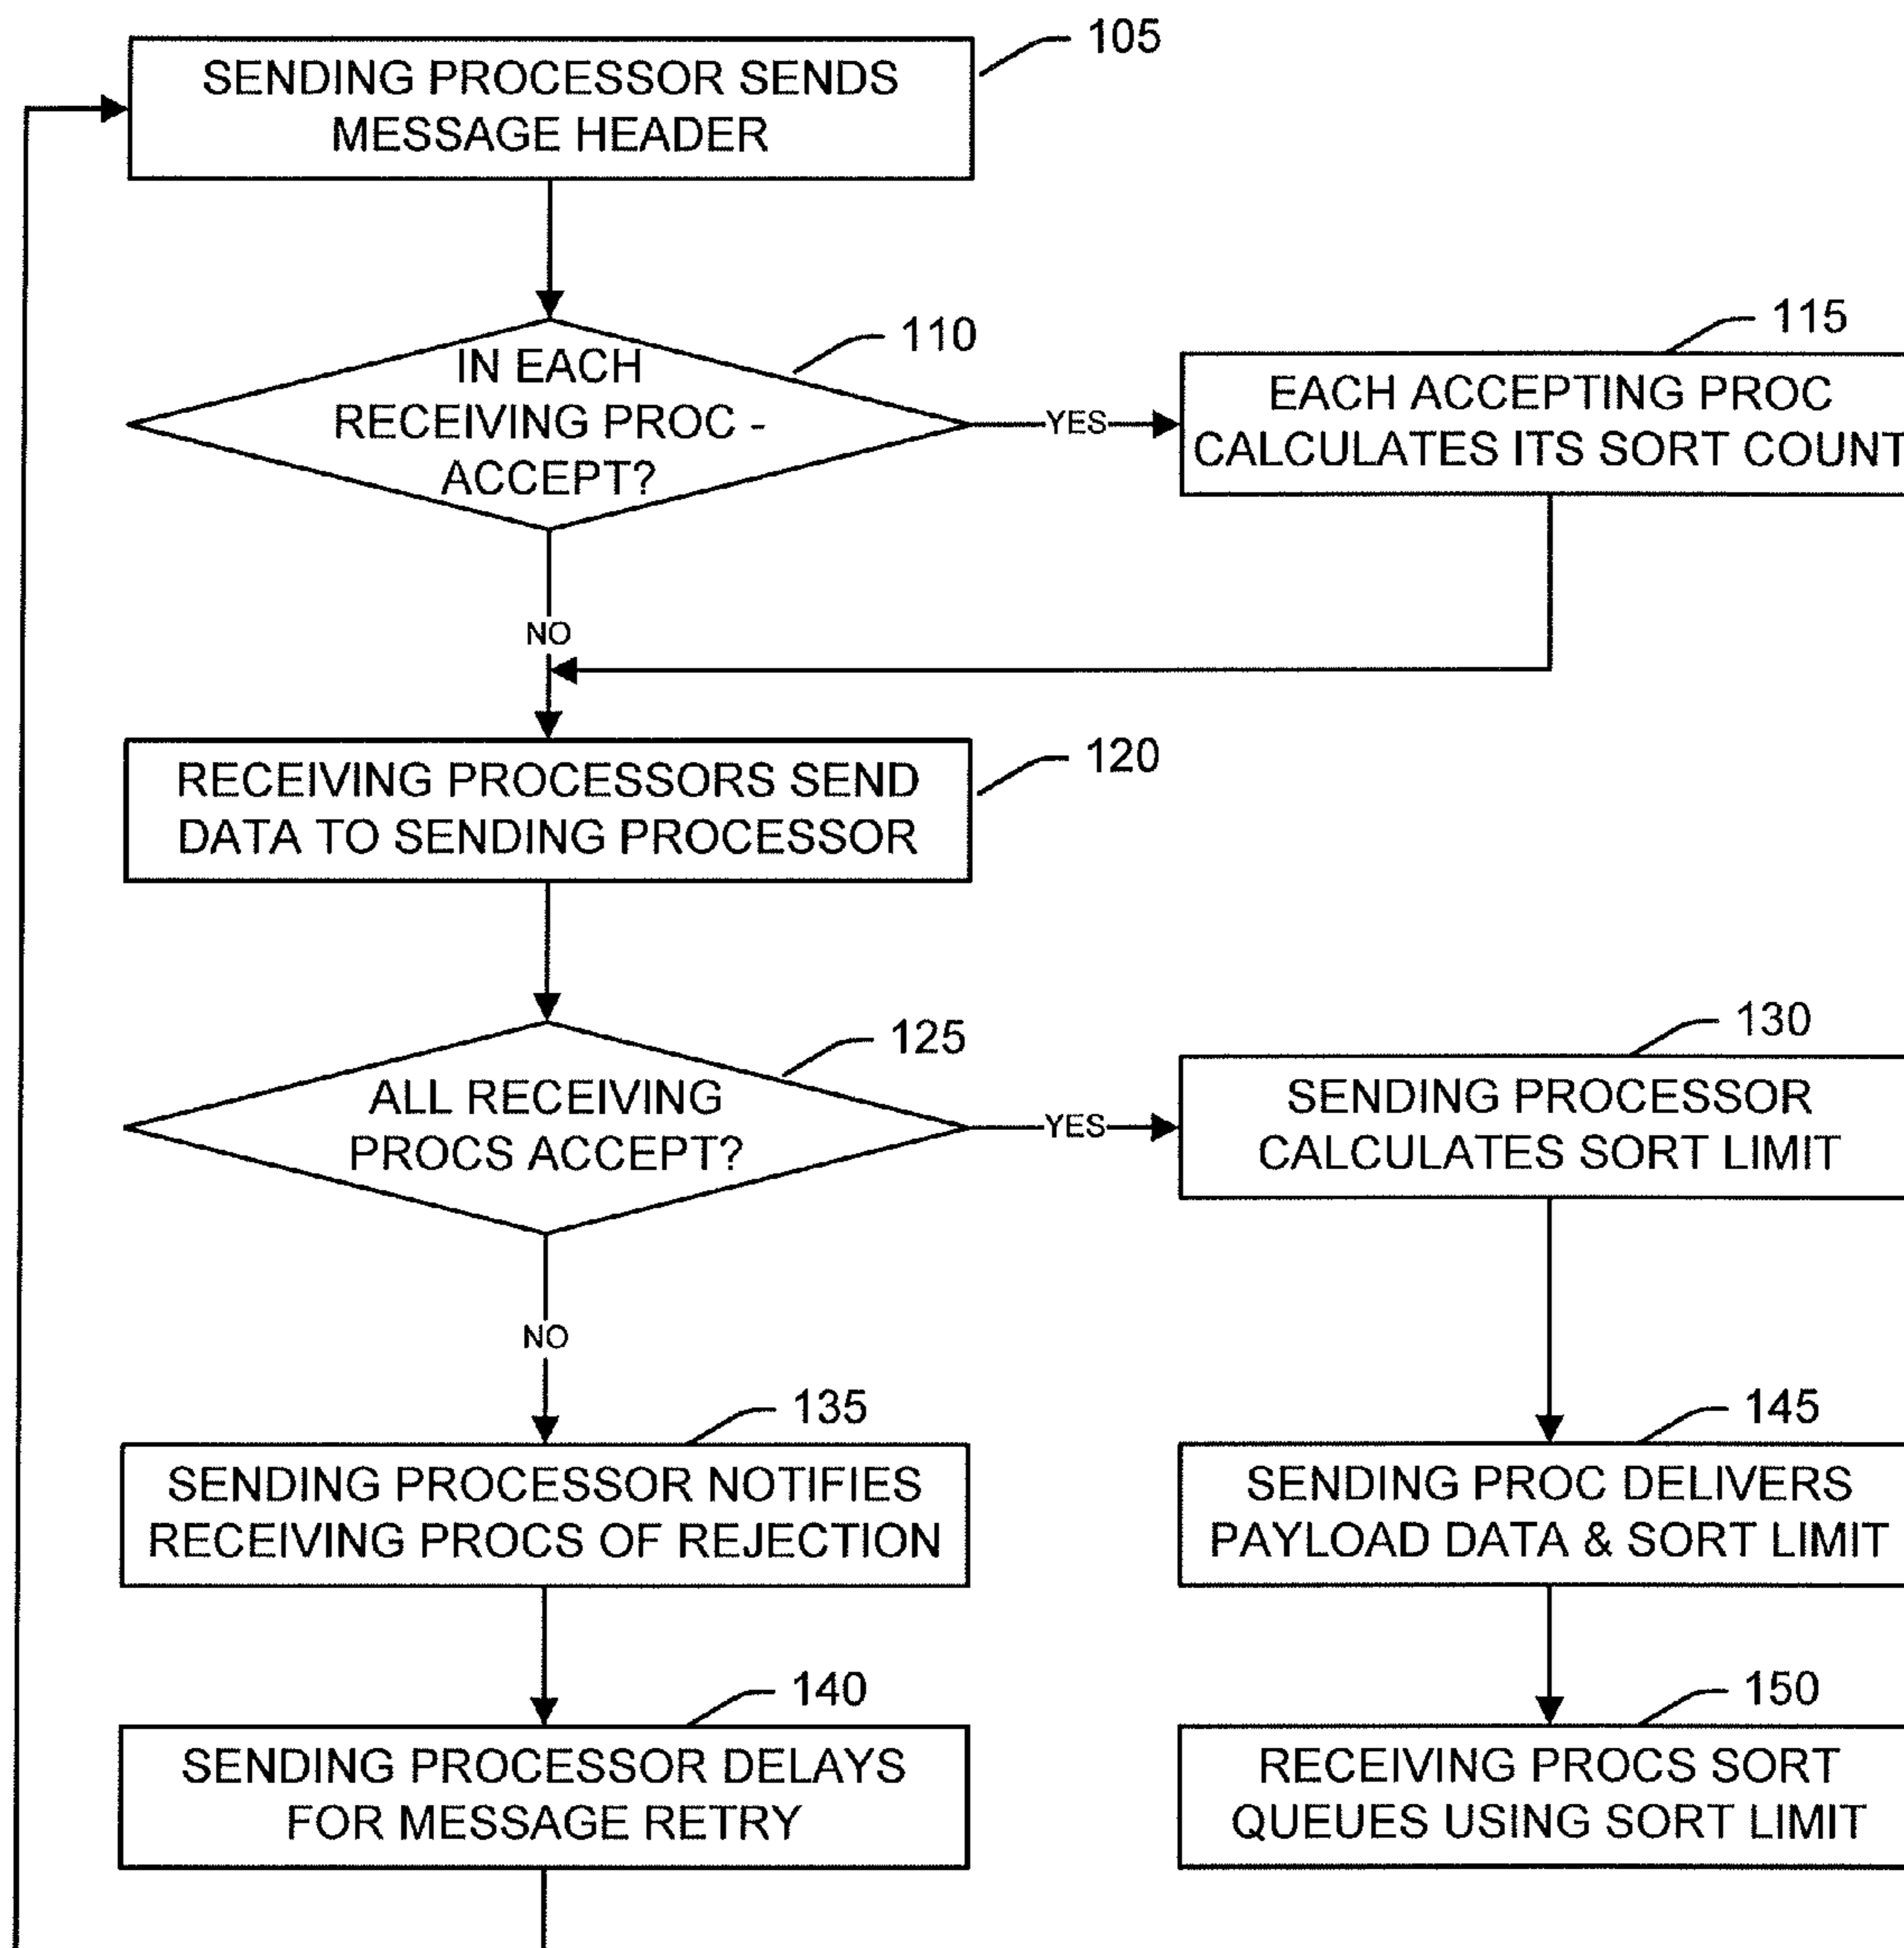 105
SENDING PROCESSOR SENDS
MESSAGE HEADER
110
IN EACH
RECEIVING PROC -
ACCEPT?
YES
115
EACH ACCEPTING PROC
CALCULATES ITS SORT COUNT
NO
120
RECEIVING PROCESSORS SEND
DATA TO SENDING PROCESSOR
125
ALL RECEIVING
PROCS ACCEPT?
YES
130
SENDING PROCESSOR
CALCULATES SORT LIMIT
NO
135
SENDING PROCESSOR NOTIFIES
RECEIVING PROCS OF REJECTION
145
SENDING PROC DELIVERS
PAYLOAD DATA & SORT LIMIT
140
SENDING PROCESSOR DELAYS
FOR MESSAGE RETRY
150
RECEIVING PROCS SORT
QUEUES USING SORT LIMIT